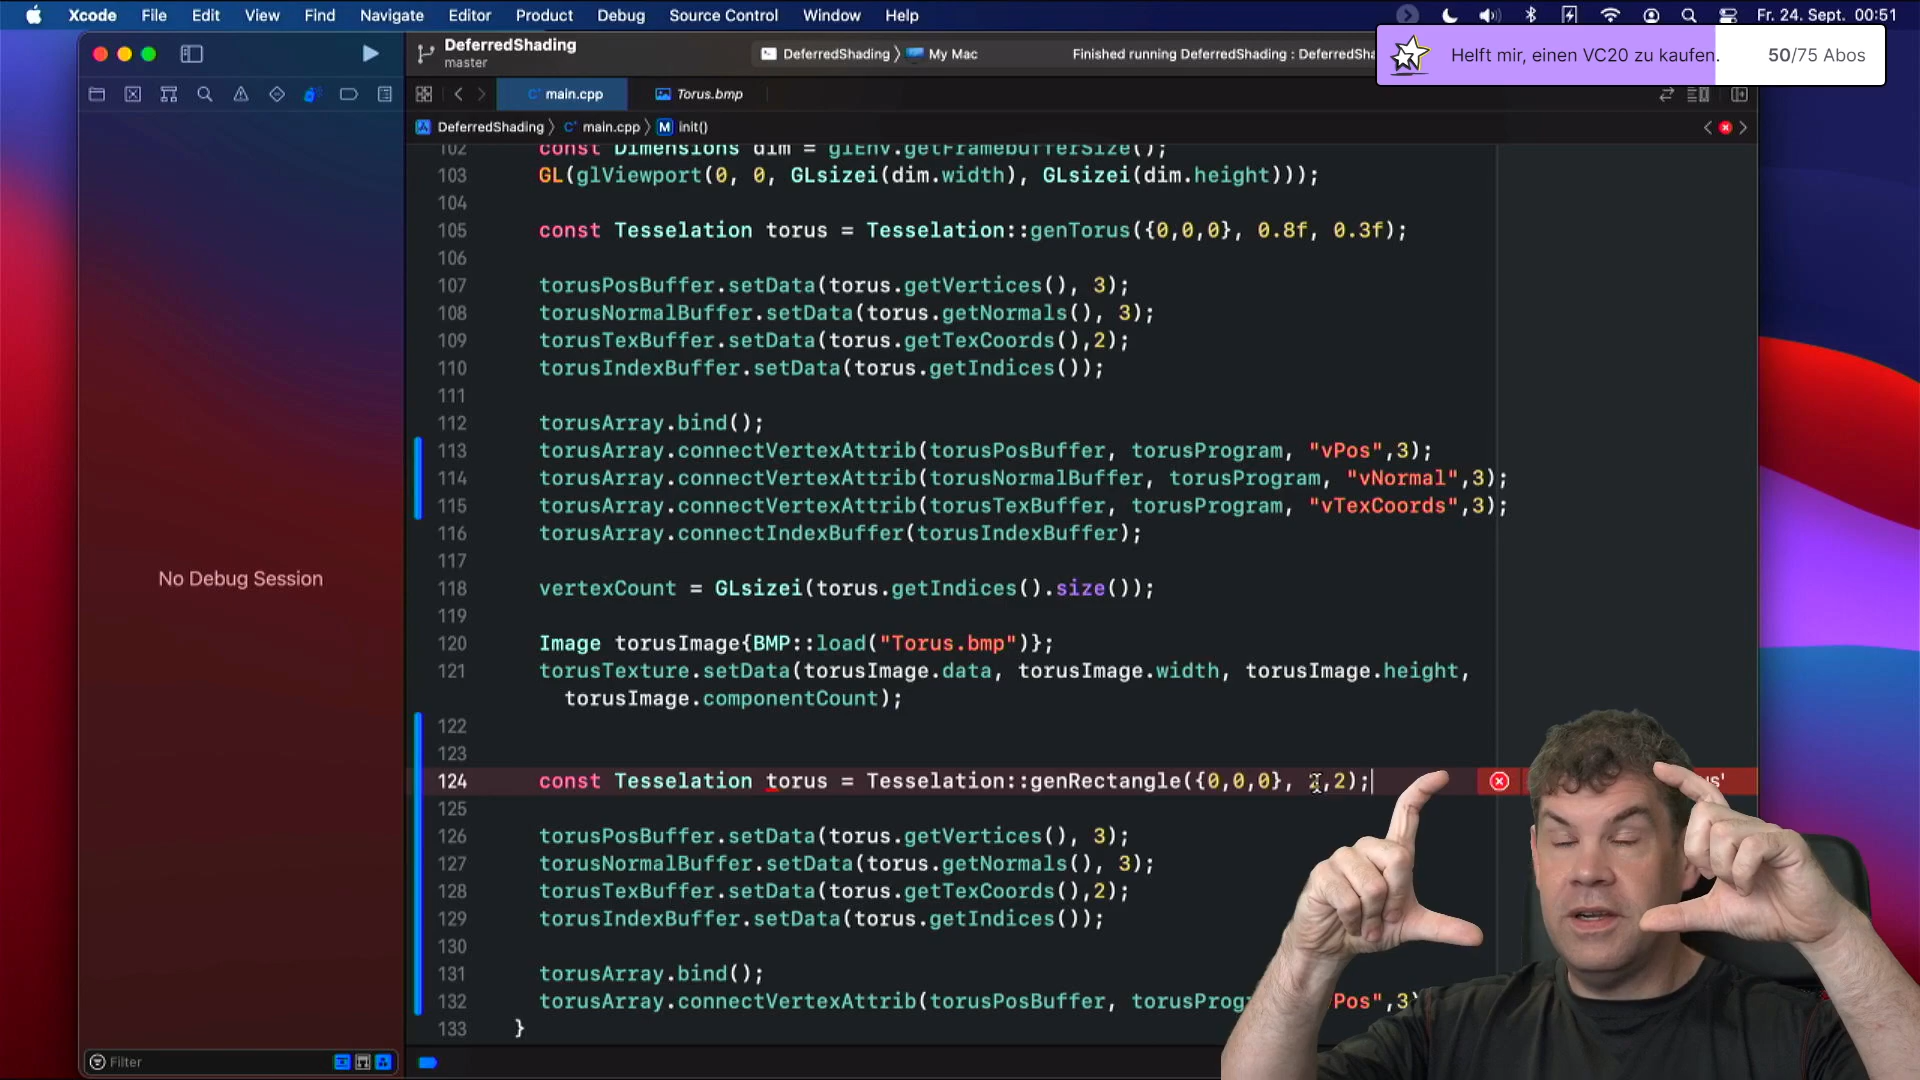 Xcode File Edit View Find Navigate Editor Product Debug Source Control Window Help
Fr. 24. Sept. 00:51
DeferredShading
master
DeferredShading 〉 My Mac
Finished running DeferredShading : DeferredSha
Helft mir, einen VC20 zu kaufen. 50/75 Abos
main.cpp
Torus.bmp
DeferredShading 〉 main.cpp 〉 M init()
102 const Dimensions dim = glEnv.getFramebufferSize();
103 GL(glViewport(0, 0, GLsizei(dim.width), GLsizei(dim.height)));
104
105 const Tesselation torus = Tesselation::genTorus({0,0,0}, 0.8f, 0.3f);
106
107 torusPosBuffer.setData(torus.getVertices(), 3);
108 torusNormalBuffer.setData(torus.getNormals(), 3);
109 torusTexBuffer.setData(torus.getTexCoords(),2);
110 torusIndexBuffer.setData(torus.getIndices());
111
112 torusArray.bind();
113 torusArray.connectVertexAttrib(torusPosBuffer, torusProgram, "vPos",3);
114 torusArray.connectVertexAttrib(torusNormalBuffer, torusProgram, "vNormal",3);
115 torusArray.connectVertexAttrib(torusTexBuffer, torusProgram, "vTexCoords",3);
116 torusArray.connectIndexBuffer(torusIndexBuffer);
117
118 vertexCount = GLsizei(torus.getIndices().size());
119
120 Image torusImage{BMP::load("Torus.bmp")};
121 torusTexture.setData(torusImage.data, torusImage.width, torusImage.height,
torusImage.componentCount);
122
123
124 const Tesselation torus = Tesselation::genRectangle({0,0,0}, ,2); us'
125
126 torusPosBuffer.setData(torus.getVertices(), 3);
127 torusNormalBuffer.setData(torus.getNormals(), 3);
128 torusTexBuffer.setData(torus.getTexCoords(),2);
129 torusIndexBuffer.setData(torus.getIndices());
130
131 torusArray.bind();
132 torusArray.connectVertexAttrib(torusPosBuffer, torusProg Pos",3
133 }
No Debug Session
Filter